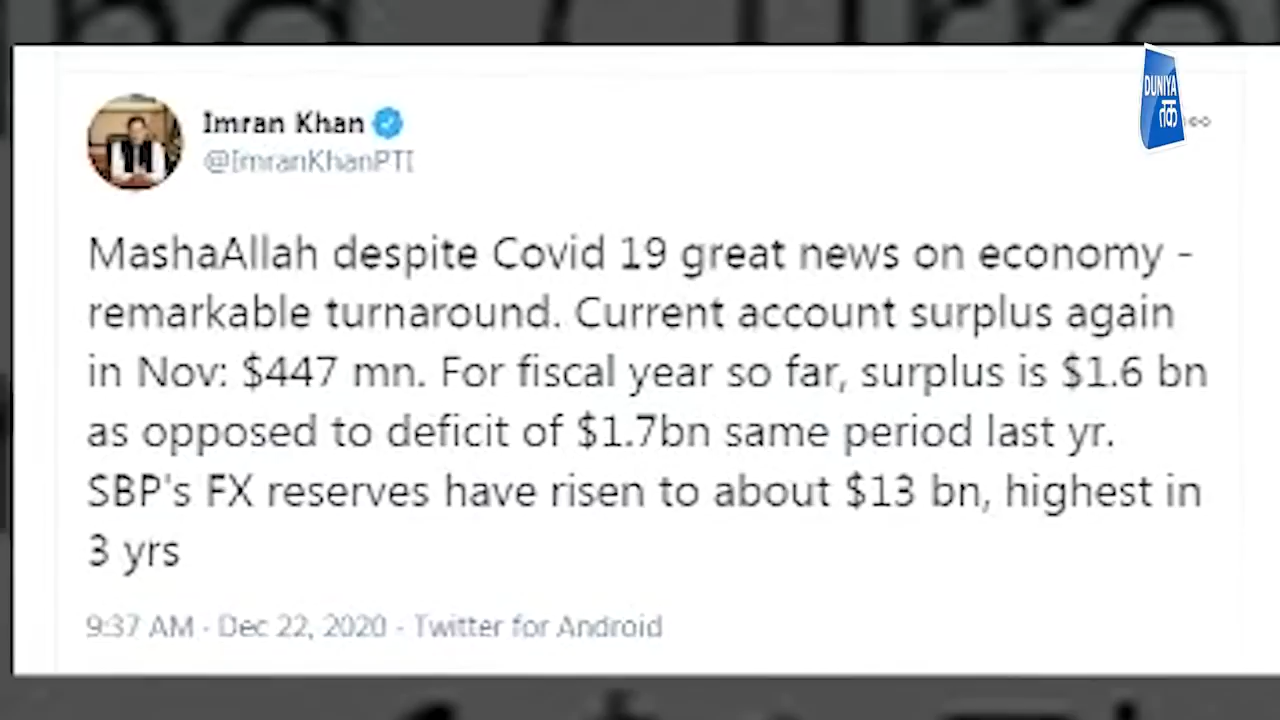 DUNIYA
तक
Imran Khan
@ImranKhanPTI
MashaAllah despite Covid 19 great news on economy -
remarkable turnaround. Current account surplus again
in Nov: $447 mn. For fiscal year so far, surplus is $1.6 bn
as opposed to deficit of $1.7bn same period last yr.
SBP's FX reserves have risen to about $13 bn, highest in
3 yrs
9:37 AM · Dec 22, 2020 · Twitter for Android